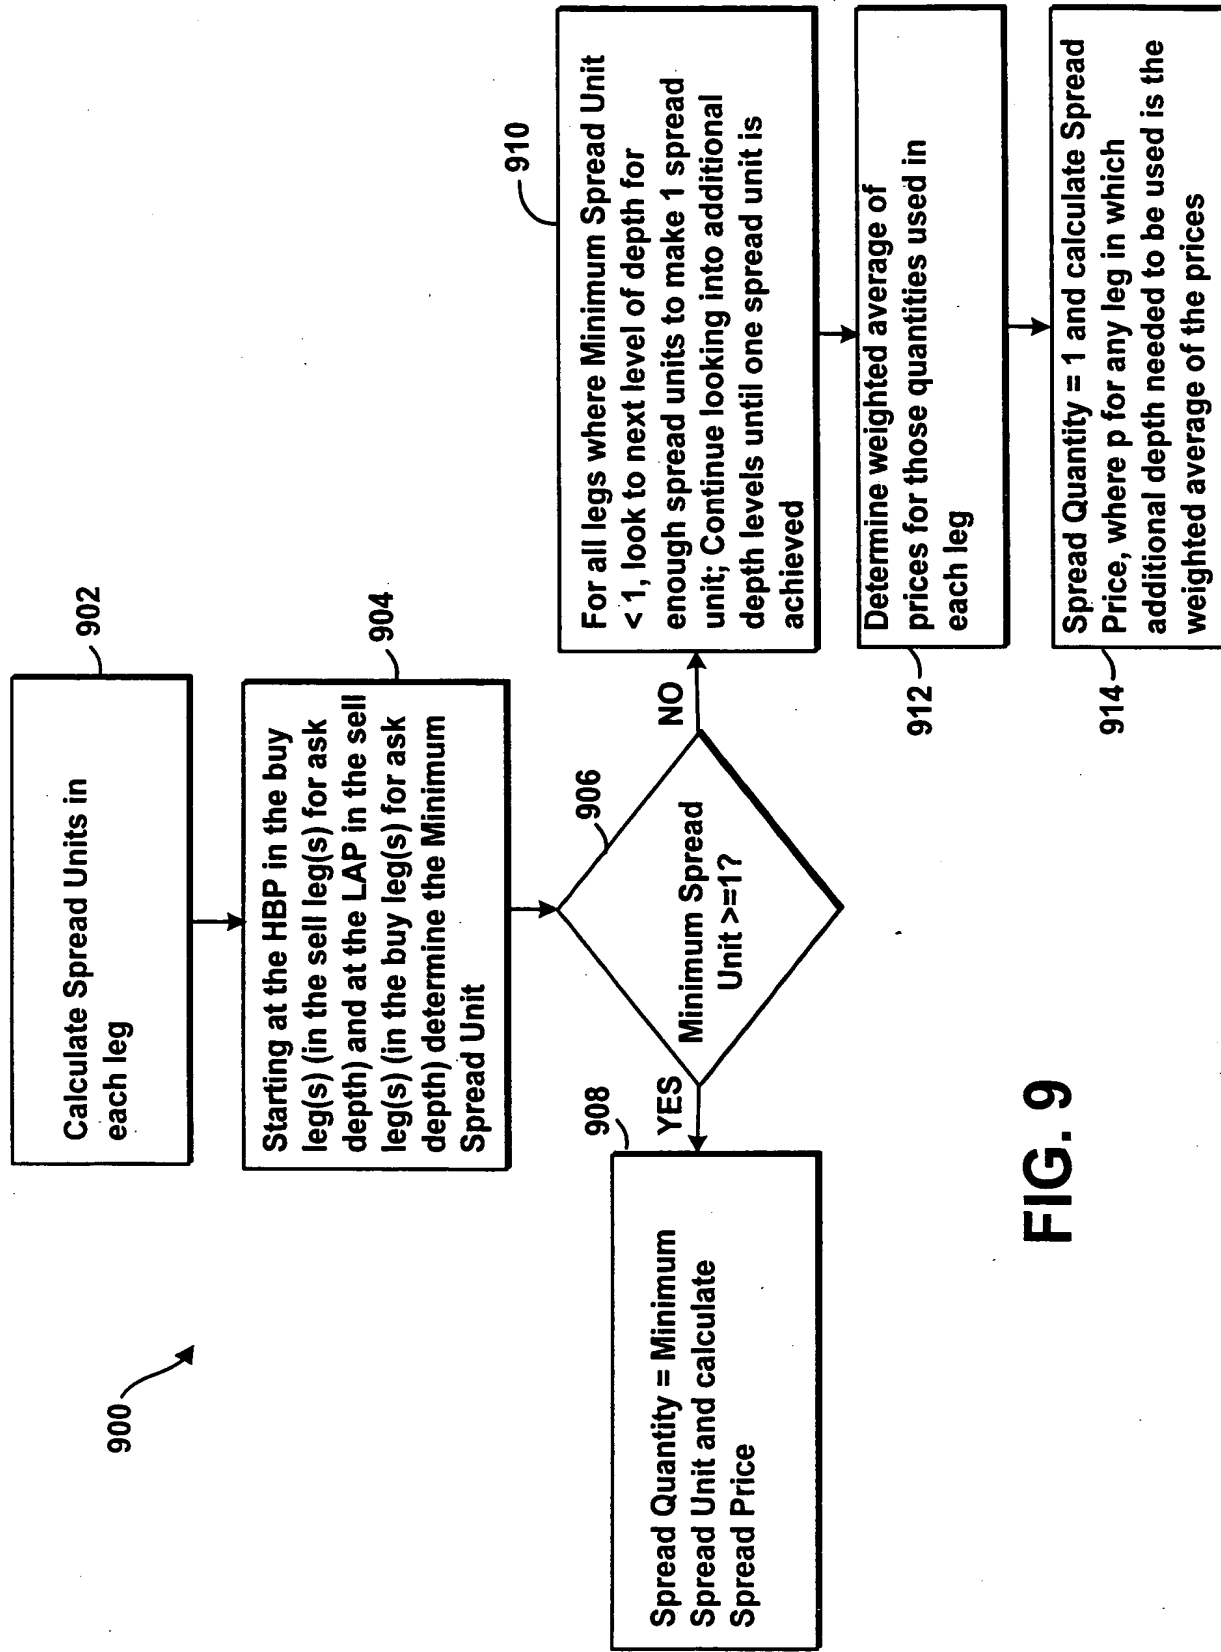 900
902
Calculate Spread Units in
each leg
904
Starting at the HBP in the buy
leg(s) (in the sell leg(s) for ask
depth) and at the LAP in the sell
leg(s) (in the buy leg(s) for ask
depth) determine the Minimum
Spread Unit
906
Minimum Spread
Unit >=1?
YES
NO
908
Spread Quantity = Minimum
Spread Unit and calculate
Spread Price
910
For all legs where Minimum Spread Unit
< 1, look to next level of depth for
enough spread units to make 1 spread
unit; Continue looking into additional
depth levels until one spread unit is
achieved
912
Determine weighted average of
prices for those quantities used in
each leg
914
Spread Quantity = 1 and calculate Spread
Price, where p for any leg in which
additional depth needed to be used is the
weighted average of the prices
FIG. 9